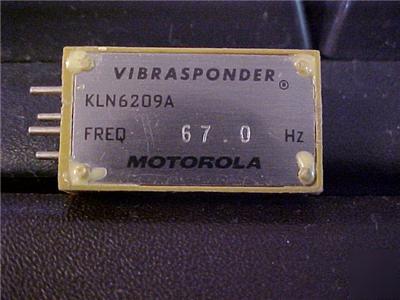 VIBRASPONDER®
KLN6209A
FREQ 67.0 Hz
MOTOROLA